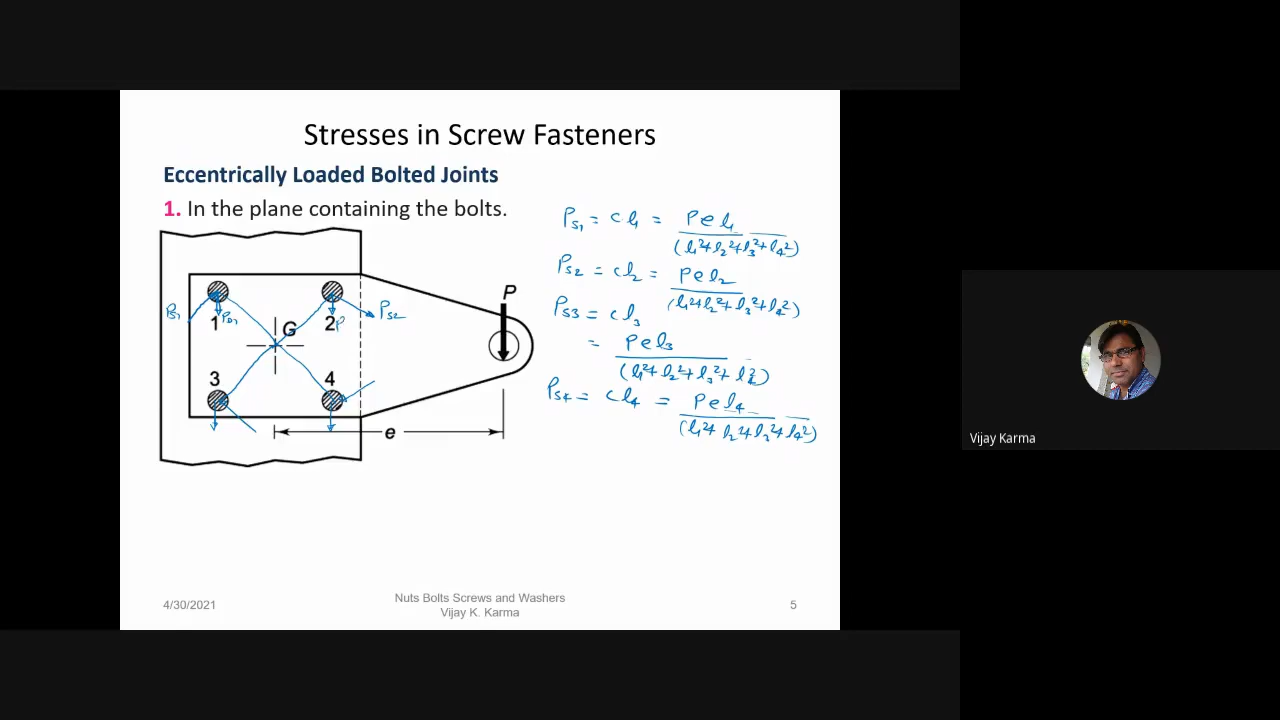 Stresses in Screw Fasteners
Eccentrically Loaded Bolted Joints
1. In the plane containing the bolts.
Ps1 = cl1 = Pel1 / (l1²+l2²+l3²+l4²)
Ps2 = cl2 = Pel2 / (l1²+l2²+l3²+l4²)
Ps3 = cl3
= Pel3 / (l1²+l2²+l3²+l4²)
Ps4 = cl4 = Pel4 / (l1²+l2²+l3²+l4²)
P
Ps1
PD1
P
Ps2
1
2
G
3
4
e
4/30/2021
Nuts Bolts Screws and Washers
Vijay K. Karma
5
Vijay Karma